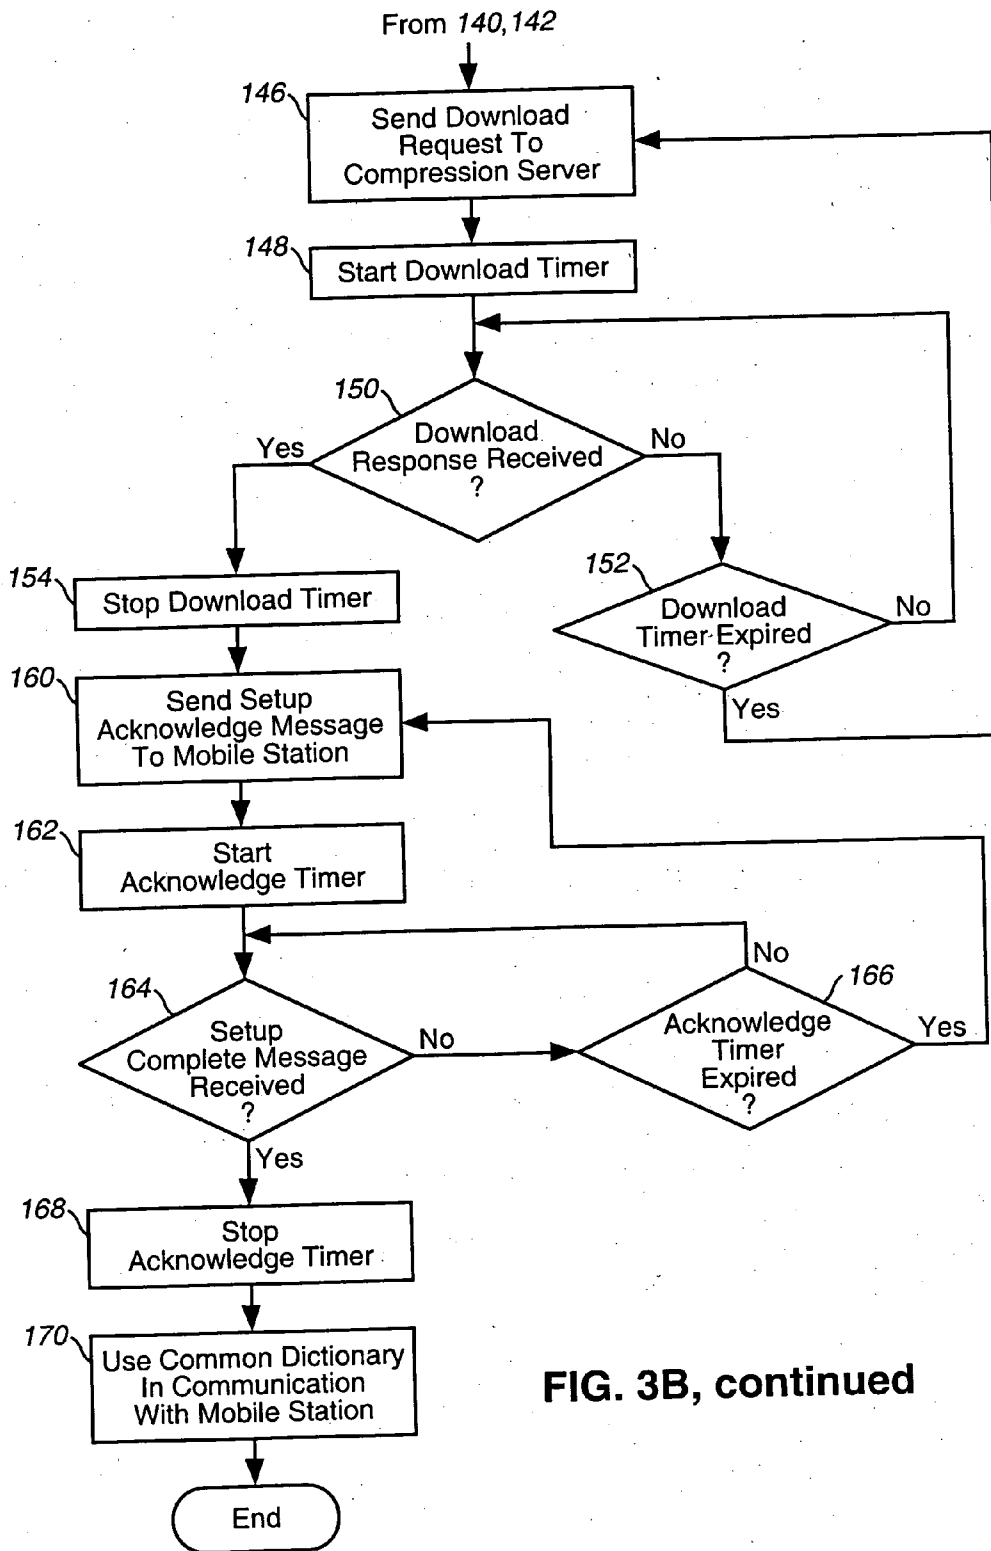 From 140, 142
146
Send Download
Request To
Compression Server
148
Start Download Timer
150
Yes
Download
Response Received
?
No
152
Download
Timer Expired
?
No
Yes
154
Stop Download Timer
160
Send Setup
Acknowledge Message
To Mobile Station
162
Start
Acknowledge Timer
164
Setup
Complete Message
Received
?
No
Yes
166
No
Acknowledge
Timer
Expired
?
Yes
168
Stop
Acknowledge Timer
170
Use Common Dictionary
In Communication
With Mobile Station
End
FIG. 3B, continued